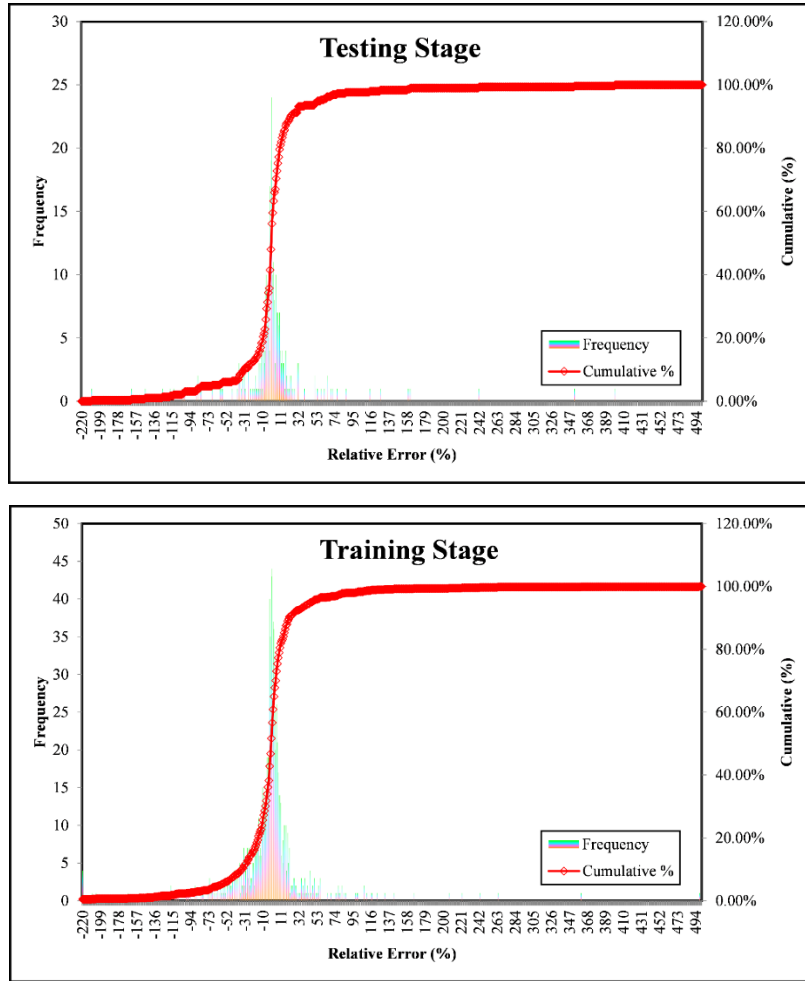 Testing Stage
30
25
20
15
10
5
0
Frequency
120.00%
100.00%
80.00%
60.00%
40.00%
20.00%
0.00%
Cumulative (%)
Frequency
Cumulative %
-220 -199 -178 -157 -136 -115 -94 -73 -52 -31 -10 11 32 53 74 95 116 137 158 179 200 221 242 263 284 305 326 347 368 389 410 431 452 473 494
Relative Error (%)
Training Stage
50
45
40
35
30
25
20
15
10
5
0
Frequency
120.00%
100.00%
80.00%
60.00%
40.00%
20.00%
0.00%
Cumulative (%)
Frequency
Cumulative %
-220 -199 -178 -157 -136 -115 -94 -73 -52 -31 -10 11 32 53 74 95 116 137 158 179 200 221 242 263 284 305 326 347 368 389 410 431 452 473 494
Relative Error (%)